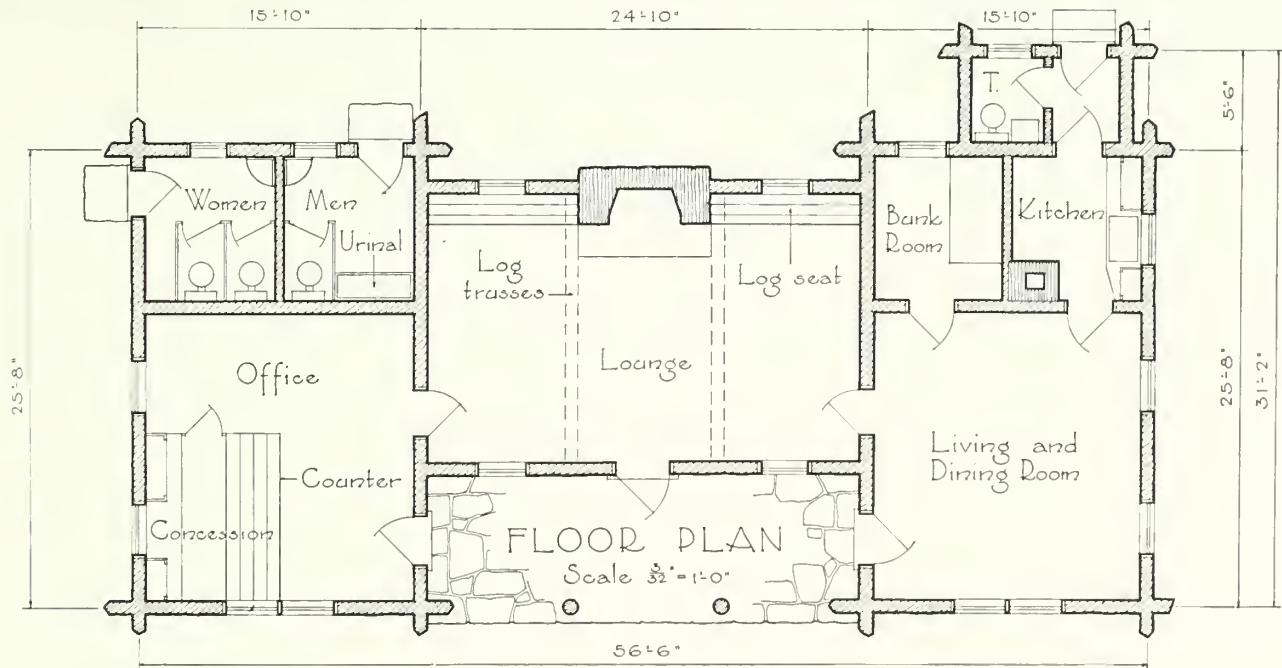 15'-10"
24'-10"
15'-10"
T.
5'-6"
Women
Men
Urinal
Bunk
Room
Kitchen
Log
trusses
Log seat
Office
Lounge
25'-8"
25'-8"
31'-2"
Living and
Dining Room
Counter
Concession
FLOOR PLAN
Scale 3/32" = 1'-0"
56'-6"